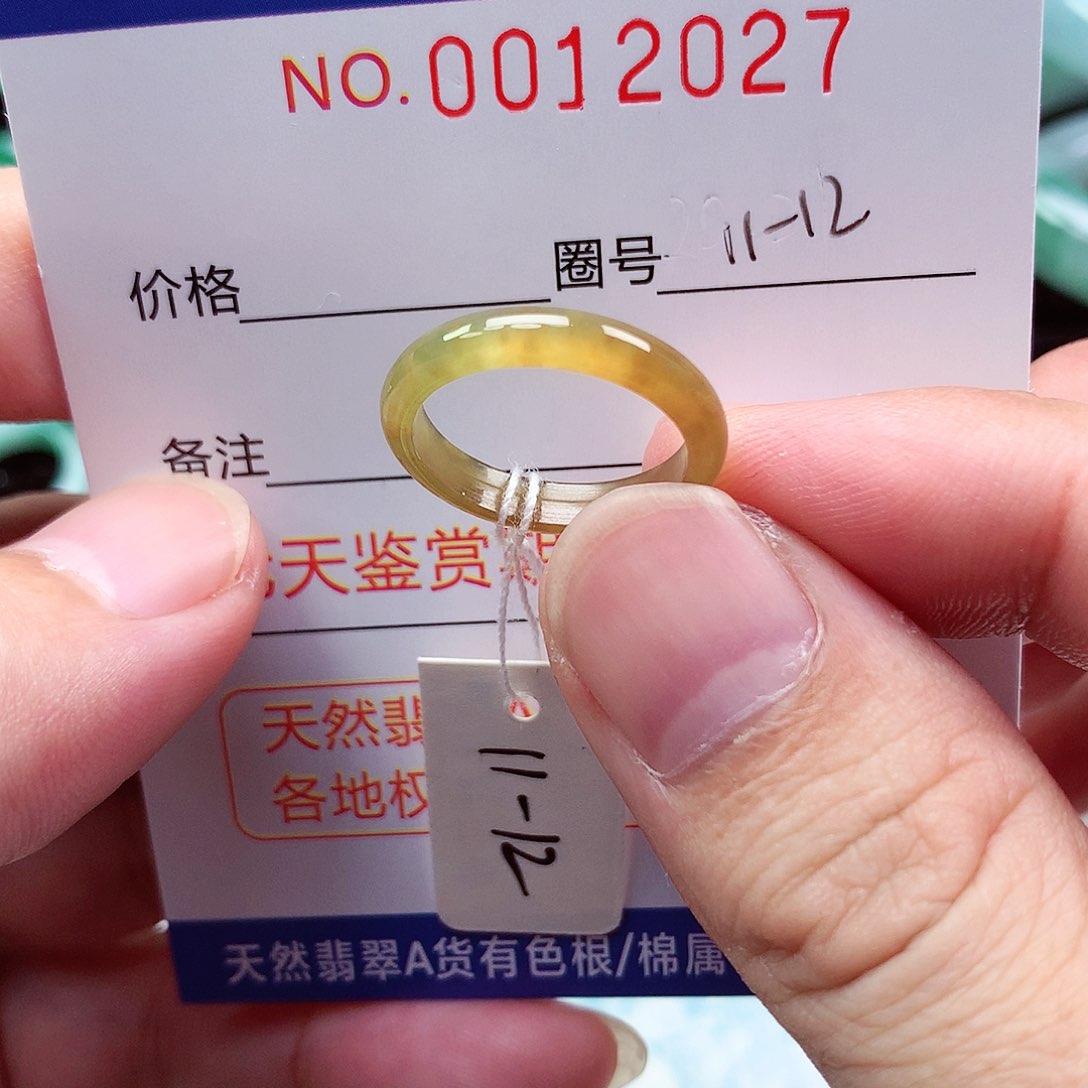 NO. 0012027
价格 圈号 11-12
备注
天鉴赏
天然翡
各地权
11-12
天然翡翠A货有色根/棉属